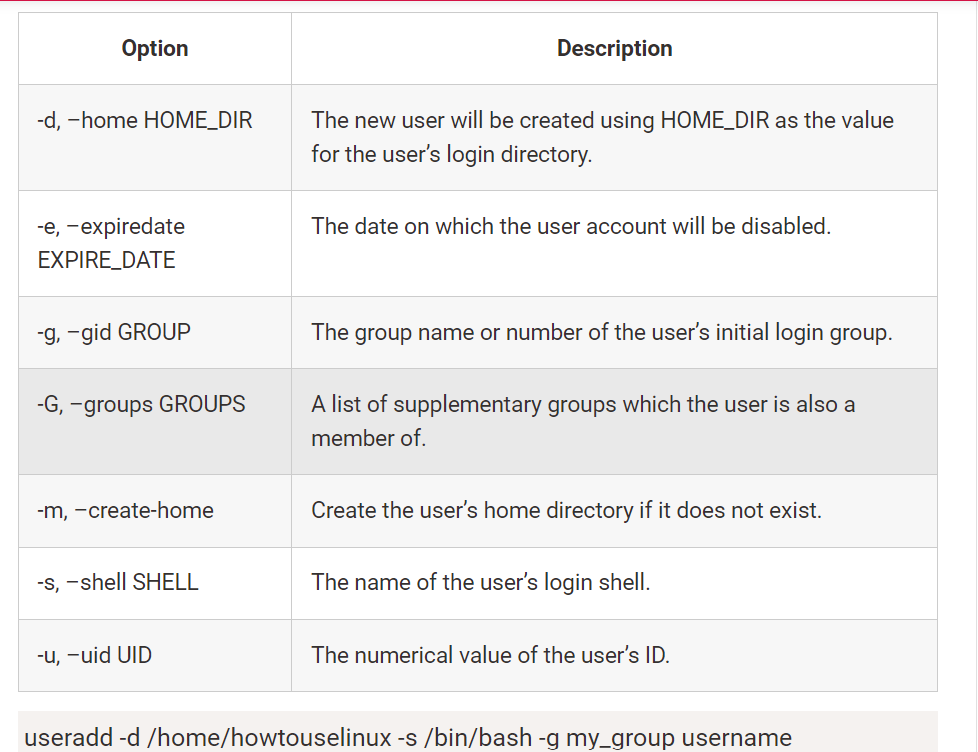 Option Description
-d, –home HOME_DIR The new user will be created using HOME_DIR as the value
for the user’s login directory.
-e, –expiredate The date on which the user account will be disabled.
EXPIRE_DATE
-g, –gid GROUP The group name or number of the user’s initial login group.
-G, –groups GROUPS A list of supplementary groups which the user is also a
member of.
-m, –create-home Create the user’s home directory if it does not exist.
-s, –shell SHELL The name of the user’s login shell.
-u, –uid UID The numerical value of the user’s ID.
useradd -d /home/howtouselinux -s /bin/bash -g my_group username